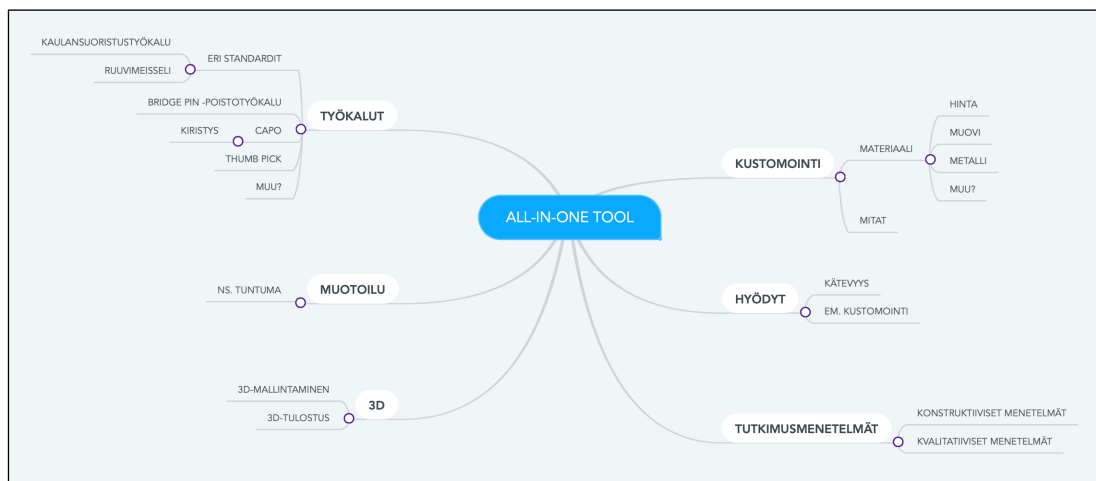 ALL-IN-ONE TOOL
TYÖKALUT
ERI STANDARDIT
KAULANSUORISTUSTYÖKALU
RUUVIMEISSELI
BRIDGE PIN -POISTOTYÖKALU
CAPO
KIRISTYS
THUMB PICK
MUU?
MUOTOILU
NS. TUNTUMA
3D
3D-MALLINTAMINEN
3D-TULOSTUS
KUSTOMOINTI
MATERIAALI
HINTA
MUOVI
METALLI
MUU?
MITAT
HYÖDYT
KÄTEVYYS
EM. KUSTOMOINTI
TUTKIMUSMENETELMÄT
KONSTRUKTIIVISET MENETELMÄT
KVALITATIIVISET MENETELMÄT